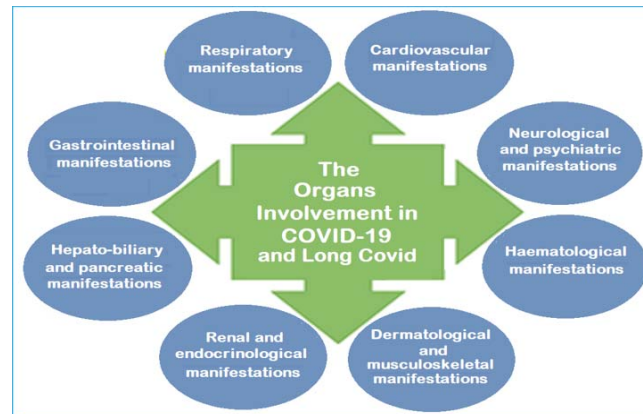 Respiratory
manifestations
Cardiovascular
manifestations
Gastrointestinal
manifestations
Neurological
and psychiatric
manifestations
The
Organs
Involvement in
COVID-19
and Long Covid
Hepato-biliary
and pancreatic
manifestations
Haematological
manifestations
Renal and
endocrinological
manifestations
Dermatological
and
musculoskeletal
manifestations